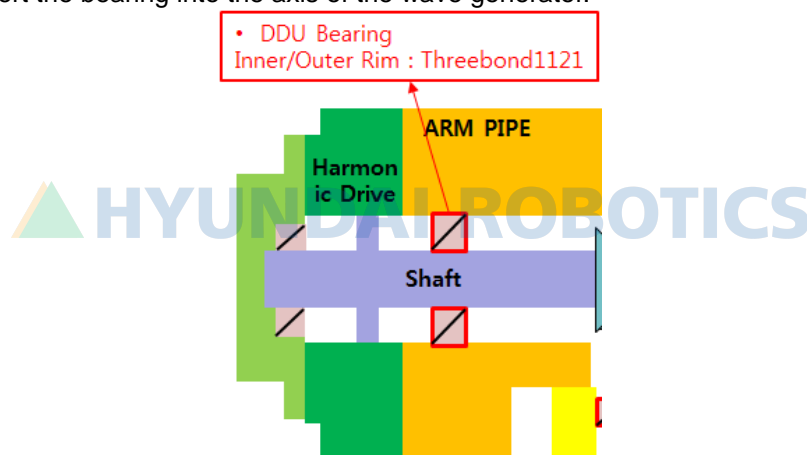 • DDU Bearing
Inner/Outer Rim : Threebond1121
ARM PIPE
Harmon
ic Drive
HYUNDAI ROBOTICS
Shaft